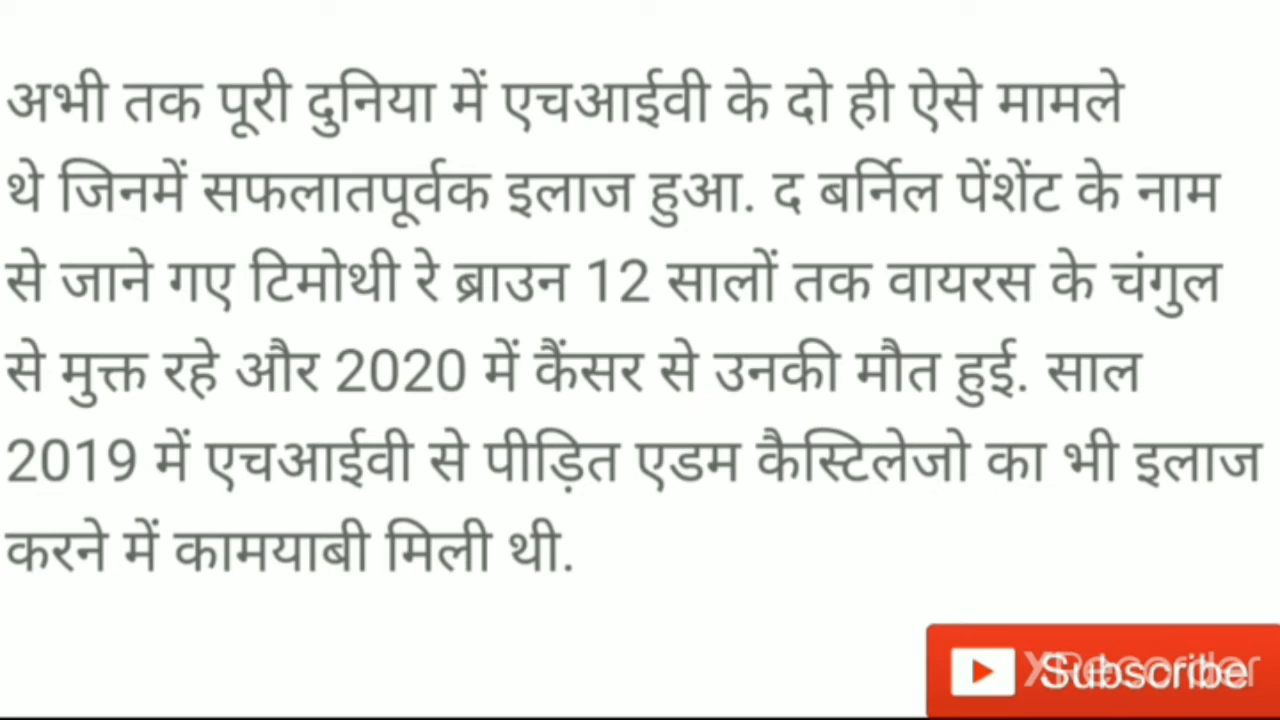 अभी तक पूरी दुनिया में एचआईवी के दो ही ऐसे मामले
थे जिनमें सफलातपूर्वक इलाज हुआ. द बर्निल पेंशेंट के नाम
से जाने गए टिमोथी रे ब्राउन 12 सालों तक वायरस के चंगुल
से मुक्त रहे और 2020 में कैंसर से उनकी मौत हुई. साल
2019 में एचआईवी से पीड़ित एडम कैस्टिलेजो का भी इलाज
करने में कामयाबी मिली थी.
XRecorder
Subscribe